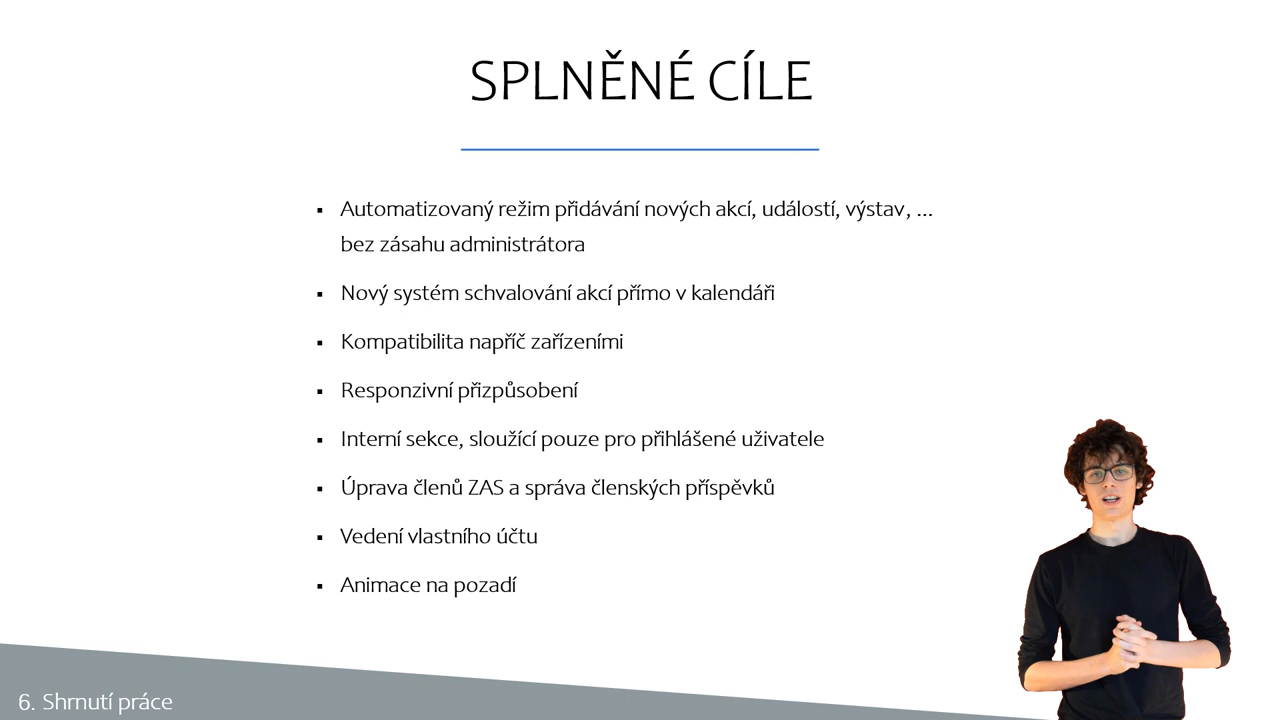 SPLNĚNÉ CÍLE
▪ Automatizovaný režim přidávání nových akcí, událostí, výstav, ...
bez zásahu administrátora
▪ Nový systém schvalování akcí přímo v kalendáři
▪ Kompatibilita napříč zařízeními
▪ Responzivní přizpůsobení
▪ Interní sekce, sloužící pouze pro přihlášené uživatele
▪ Úprava členů ZAS a správa členských příspěvků
▪ Vedení vlastního účtu
▪ Animace na pozadí
6. Shrnutí práce